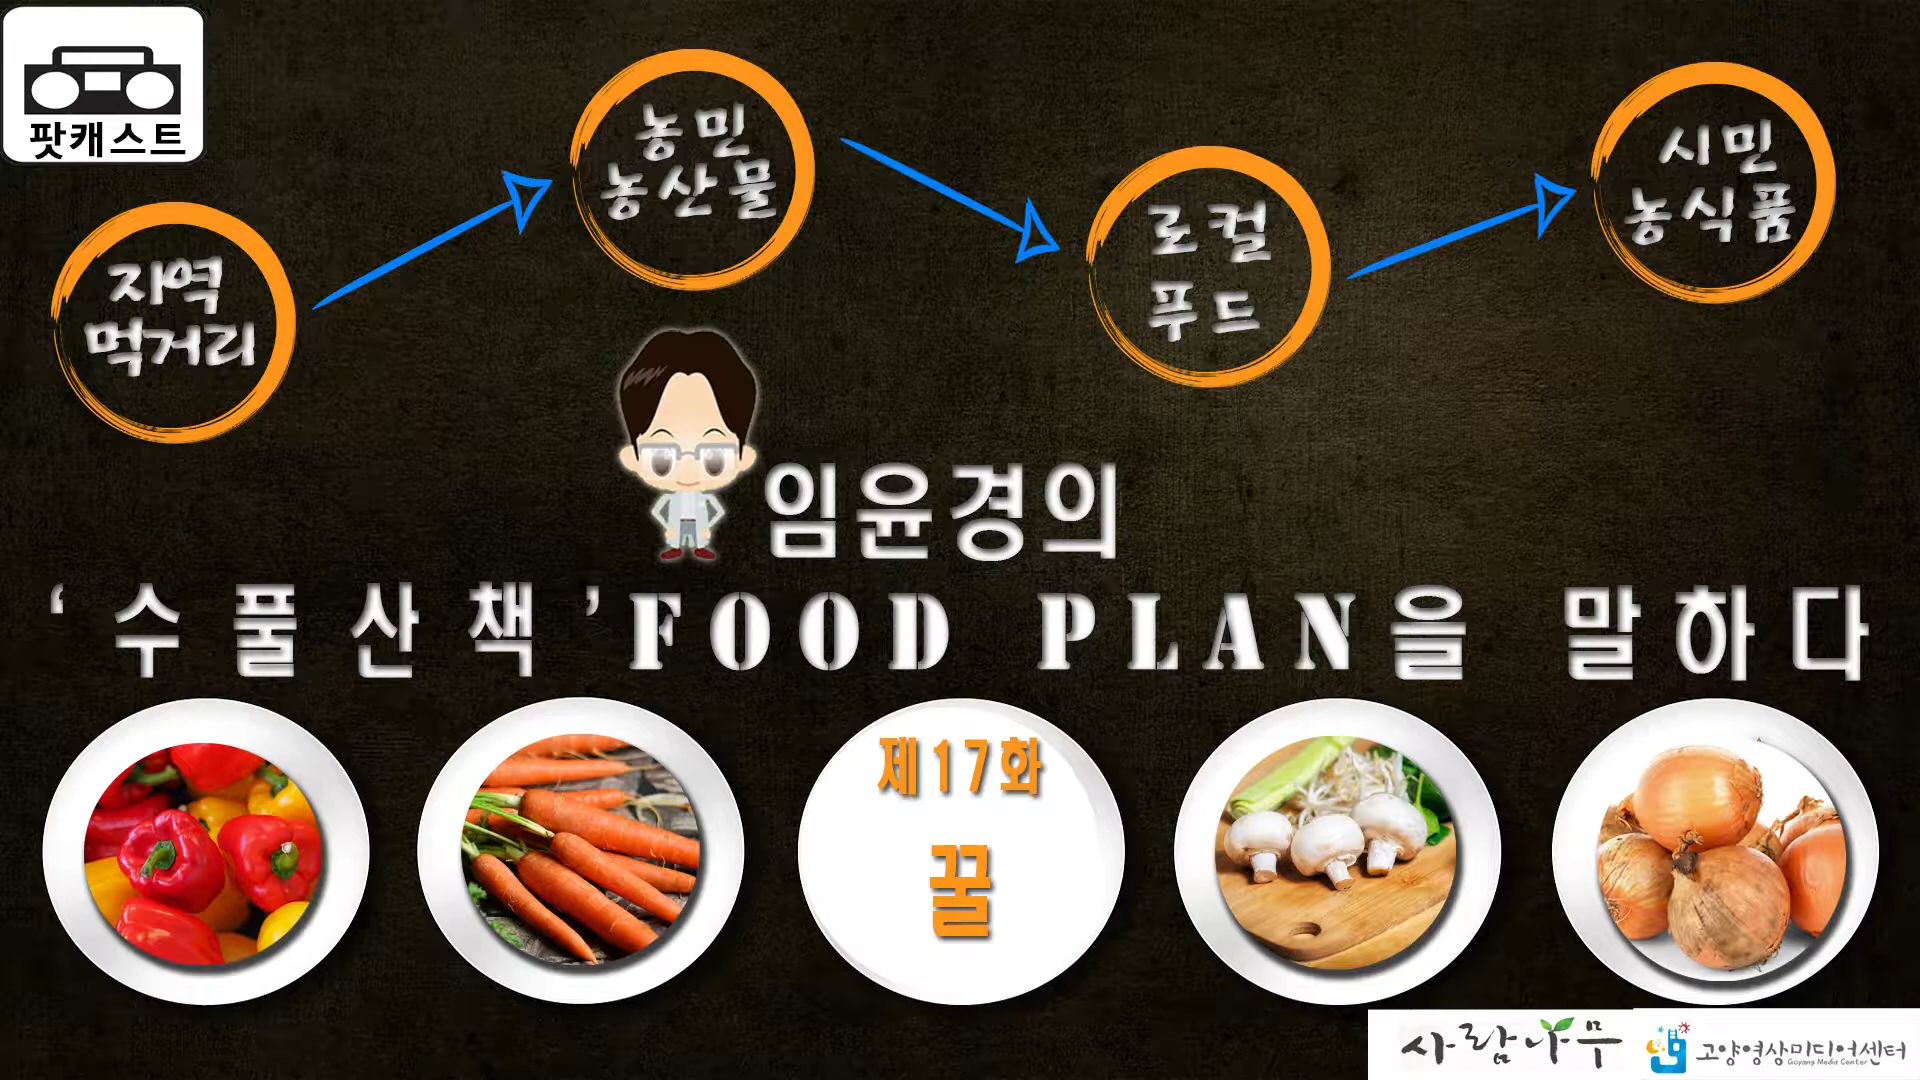 팟캐스트
지역
먹거리
농민
농산물
로컬
푸드
시민
농식품
임윤경의
‘수풀산책’FOOD PLAN을 말하다
제17화
꿀
사람나무
고양영상미디어센터
Goyang Media Center